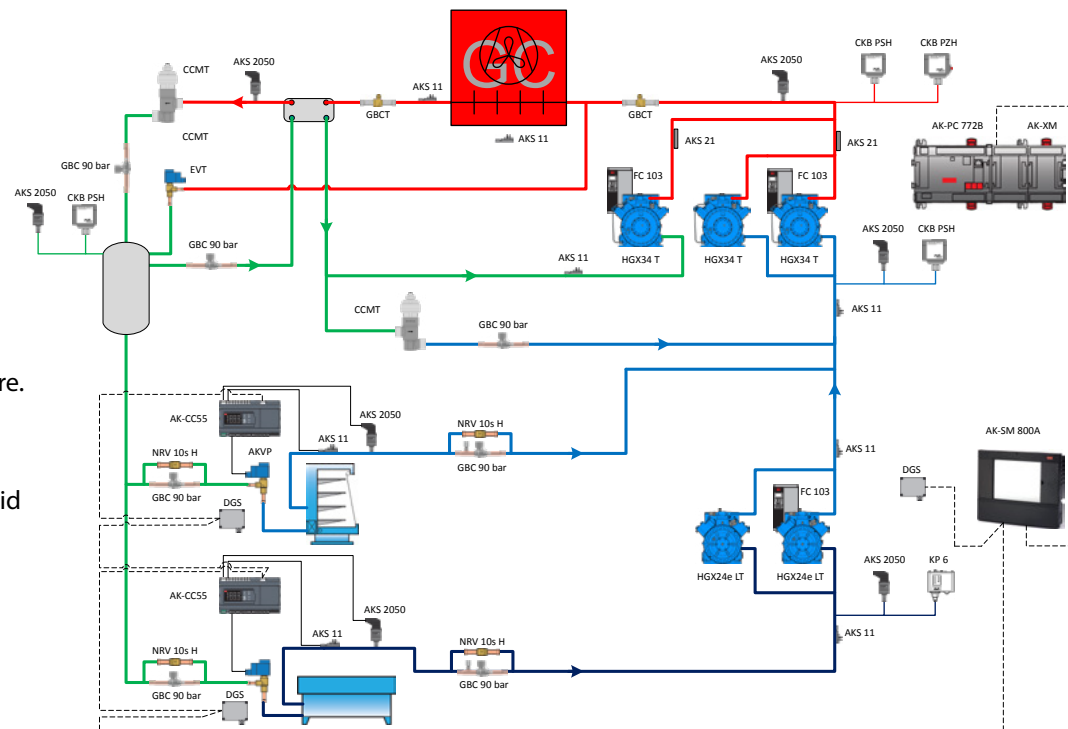 CKB PSH
CKB PZH
AKS 2050
AKS 2050
CCMT
GC
AKS 11
GBCT
GBCT
AK-PC 772B
AK-XM
CCMT
AKS 11
AKS 21
AKS 21
GBC 90 bar
EVT
FC 103
FC 103
AKS 2050
CKB PSH
AKS 2050
CKB PSH
GBC 90 bar
HGX34 T
HGX34 T
HGX34 T
AKS 11
CCMT
AKS 11
GBC 90 bar
re.
AK-CC55
AKS 2050
NRV 10s H
AKS 11
AKS 11
AK-SM 800A
NRV 10s H
AKVP
GBC 90 bar
DGS
id
GBC 90 bar
DGS
FC 103
HGX24e LT
HGX24e LT
AKS 2050
KP 6
AK-CC55
AKS 2050
AKS 11
AKS 11
NRV 10s H
NRV 10s H
GBC 90 bar
GBC 90 bar
DGS